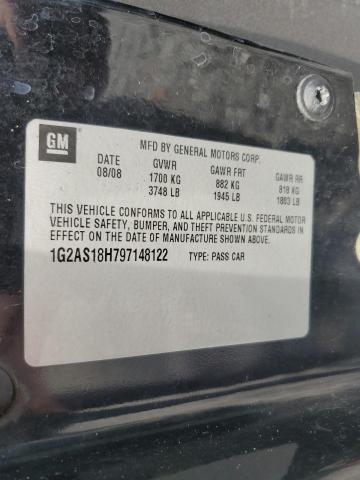 GM
MFD BY GENERAL MOTORS CORP.
DATE GVWR GAWR FRT GAWR RR
08/08 1700 KG 882 KG 818 KG
3748 LB 1945 LB 1803 LB
THIS VEHICLE CONFORMS TO ALL APPLICABLE U.S. FEDERAL MOTOR
VEHICLE SAFETY, BUMPER, AND THEFT PREVENTION STANDARDS
IN EFFECT ON THE DATE OF MANUFACTURE SHOWN ABOVE.
1G2AS18H797148122 TYPE: PASS CAR